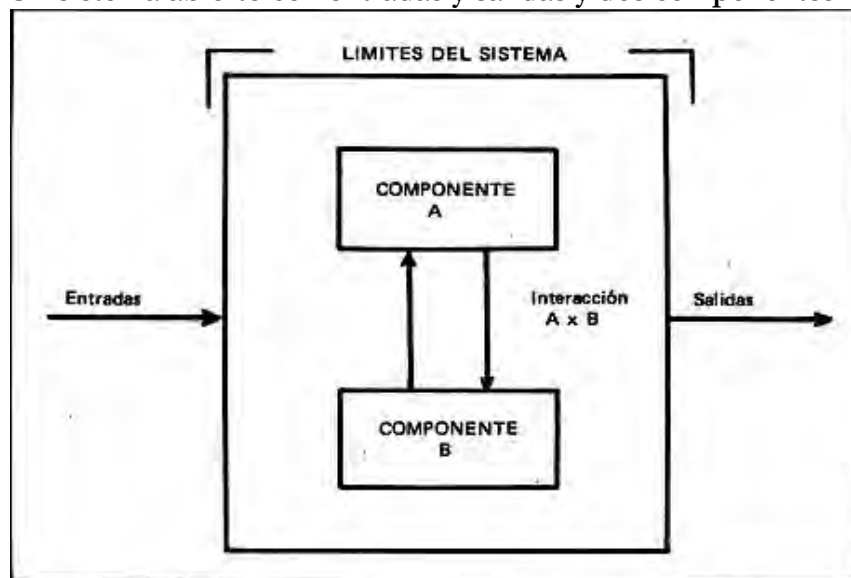 LIMITES DEL SISTEMA
COMPONENTE
A
Entradas
Interacción
A x B
Salidas
COMPONENTE
B